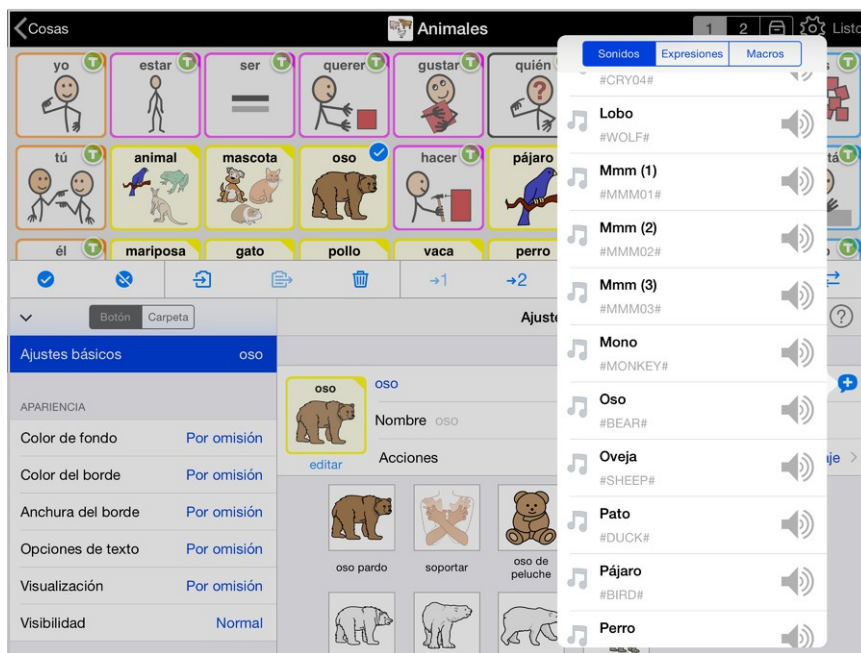 Cosas
Animales
1
2
Listo
yo
estar
ser
querer
gustar
quién
tú
animal
mascota
oso
hacer
pájaro
él
mariposa
gato
pollo
vaca
perro
→1
→2
Botón
Carpeta
Ajuste
?
Ajustes básicos
oso
APARIENCIA
Color de fondo
Por omisión
Color del borde
Por omisión
Anchura del borde
Por omisión
Opciones de texto
Por omisión
Visualización
Por omisión
Visibilidad
Normal
oso
editar
oso
Nombre oso
Acciones
aje
oso pardo
soportar
oso de
peluche
Sonidos
Expresiones
Macros
#CRY04#
Lobo
#WOLF#
Mmm (1)
#MMM01#
Mmm (2)
#MMM02#
Mmm (3)
#MMM03#
Mono
#MONKEY#
Oso
#BEAR#
Oveja
#SHEEP#
Pato
#DUCK#
Pájaro
#BIRD#
Perro